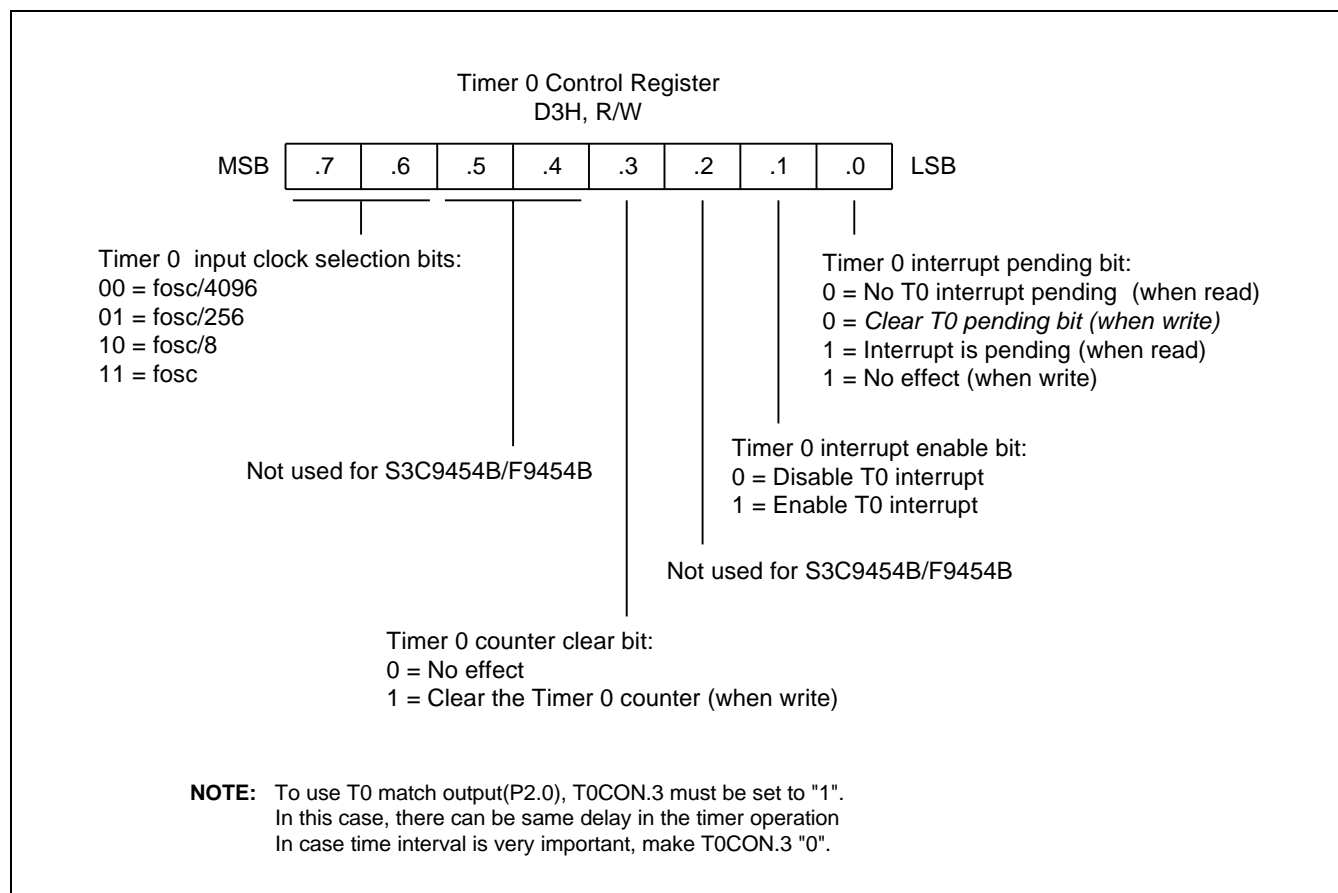 Timer 0 Control Register
D3H, R/W
MSB .7 .6 .5 .4 .3 .2 .1 .0 LSB
Timer 0 input clock selection bits:
00 = fosc/4096
01 = fosc/256
10 = fosc/8
11 = fosc
Timer 0 interrupt pending bit:
0 = No T0 interrupt pending (when read)
0 = Clear T0 pending bit (when write)
1 = Interrupt is pending (when read)
1 = No effect (when write)
Not used for S3C9454B/F9454B
Timer 0 interrupt enable bit:
0 = Disable T0 interrupt
1 = Enable T0 interrupt
Not used for S3C9454B/F9454B
Timer 0 counter clear bit:
0 = No effect
1 = Clear the Timer 0 counter (when write)
NOTE: To use T0 match output(P2.0), T0CON.3 must be set to "1".
In this case, there can be same delay in the timer operation
In case time interval is very important, make T0CON.3 "0".